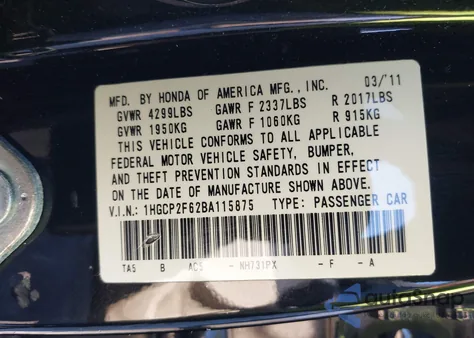 MFD. BY HONDA OF AMERICA MFG., INC. 03/'11
GVWR 4299LBS GAWR F 2337LBS R 2017LBS
GVWR 1950KG GAWR F 1060KG R 915KG
THIS VEHICLE CONFORMS TO ALL APPLICABLE
FEDERAL MOTOR VEHICLE SAFETY, BUMPER,
AND THEFT PREVENTION STANDARDS IN EFFECT
ON THE DATE OF MANUFACTURE SHOWN ABOVE.
V.I.N.: 1HGCP2F62BA115875 TYPE: PASSENGER CAR
TA5 B NH731PX -F -A
autoSnap